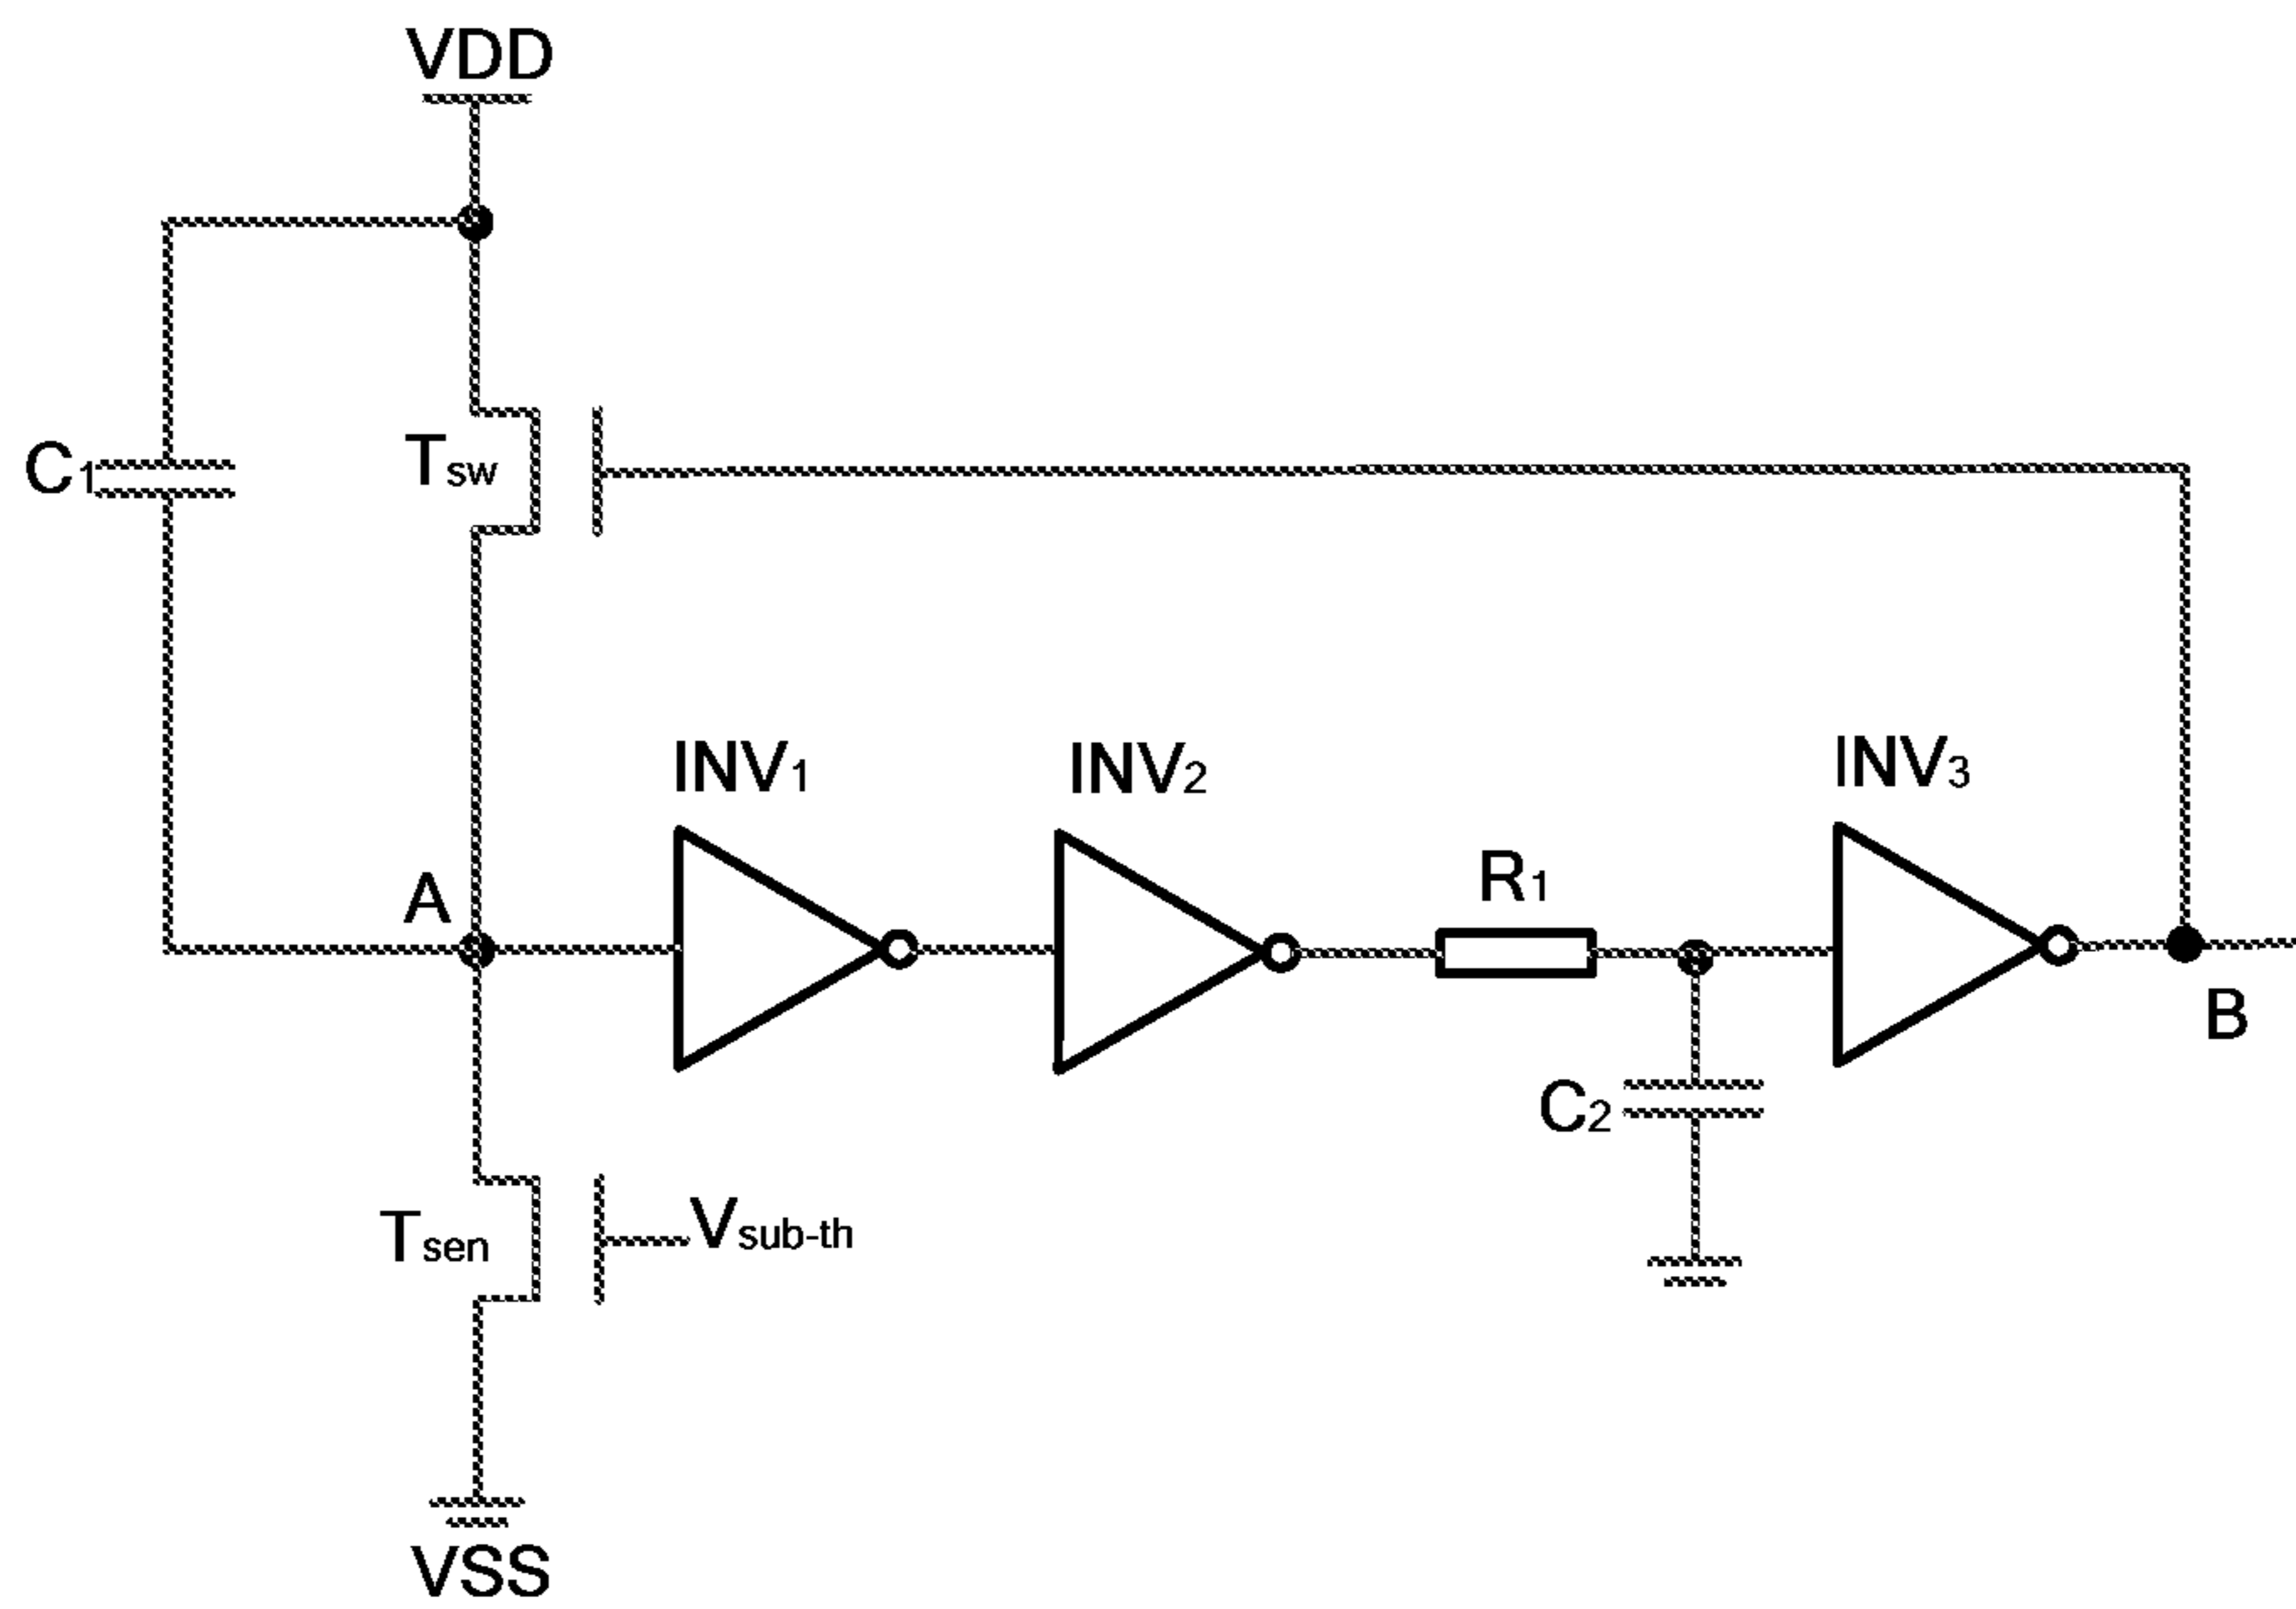 VDD
C1
Tsw
INV1
INV2
INV3
R1
A
B
C2
Tsen
Vsub-th
VSS